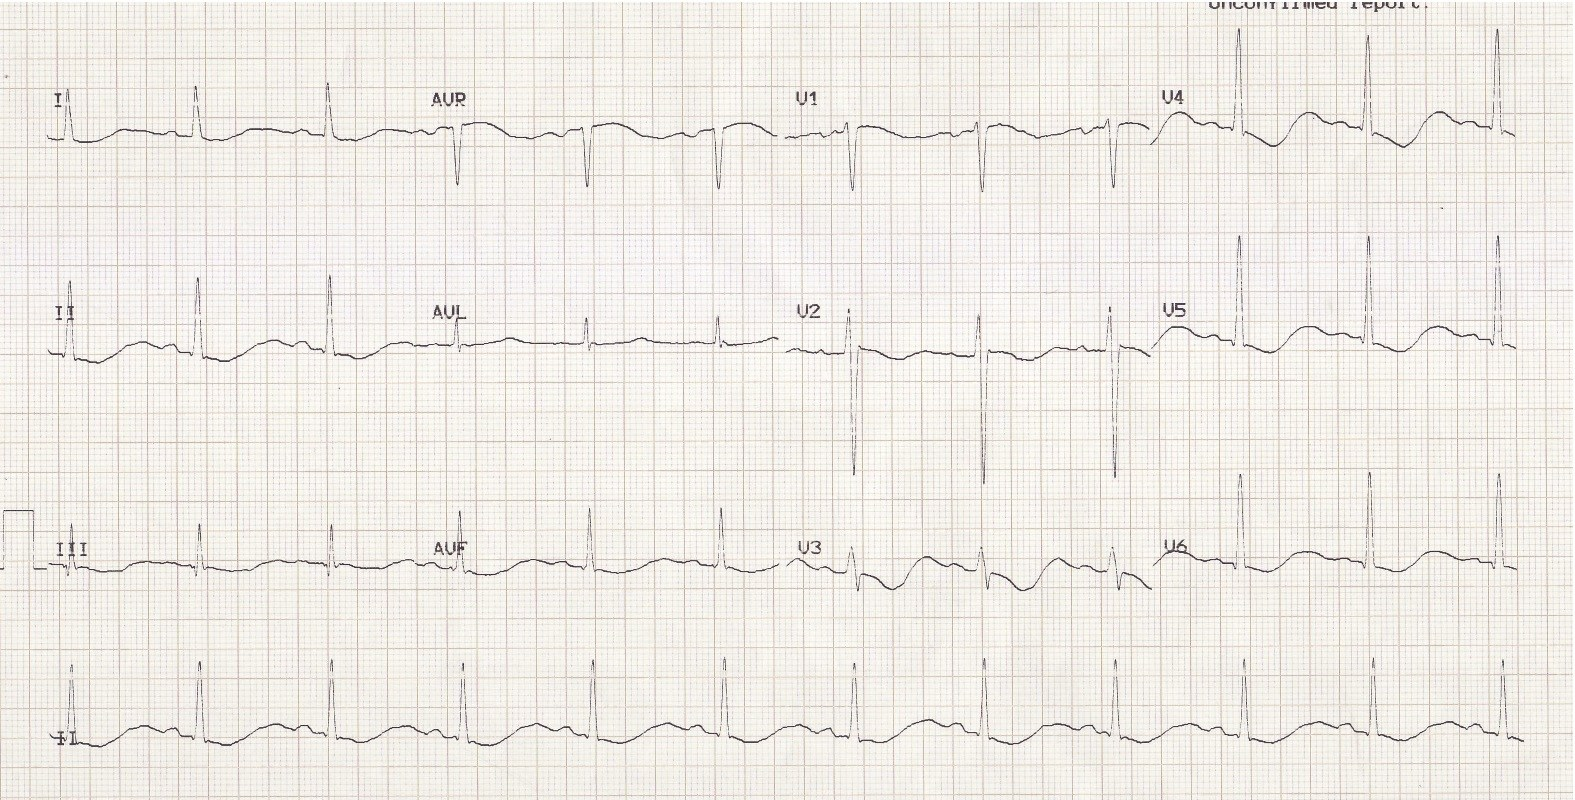 Unconfirmed report.
I AVR V1 V4
II AVL V2 V5
III AVF V3 V6
II